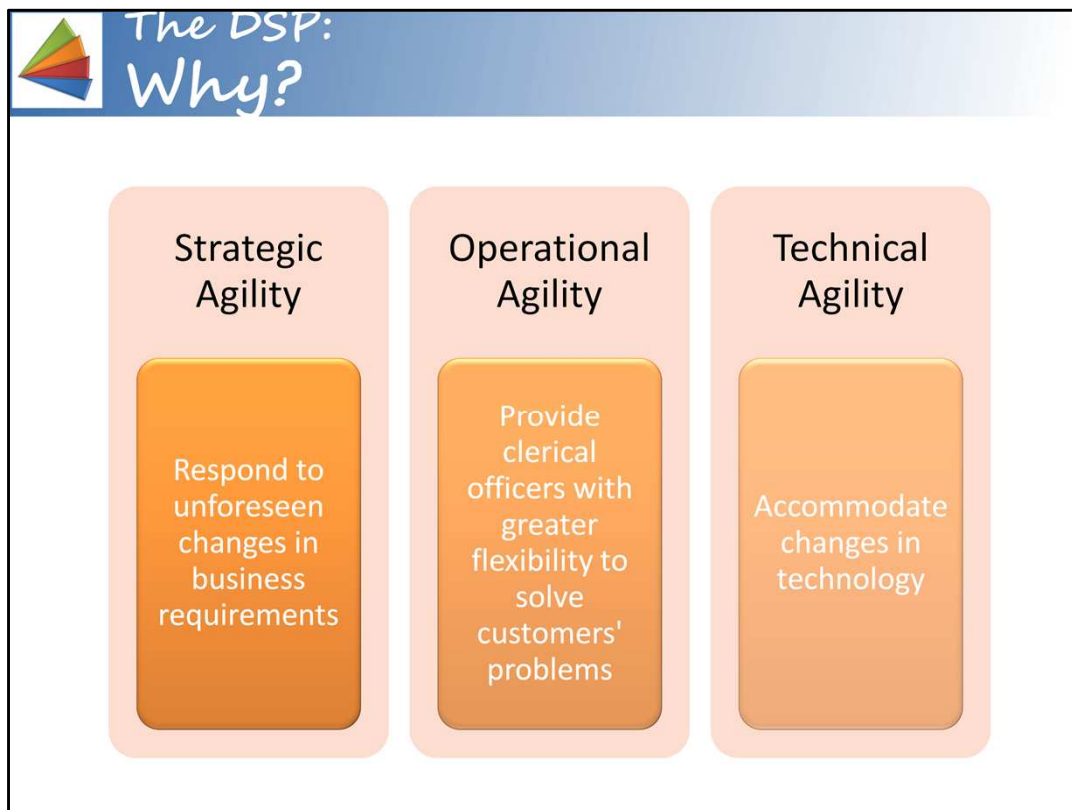 The DSP:
Why?
Strategic
Agility
Respond to
unforeseen
changes in
business
requirements
Operational
Agility
Provide
clerical
officers with
greater
flexibility to
solve
customers'
problems
Technical
Agility
Accommodate
changes in
technology